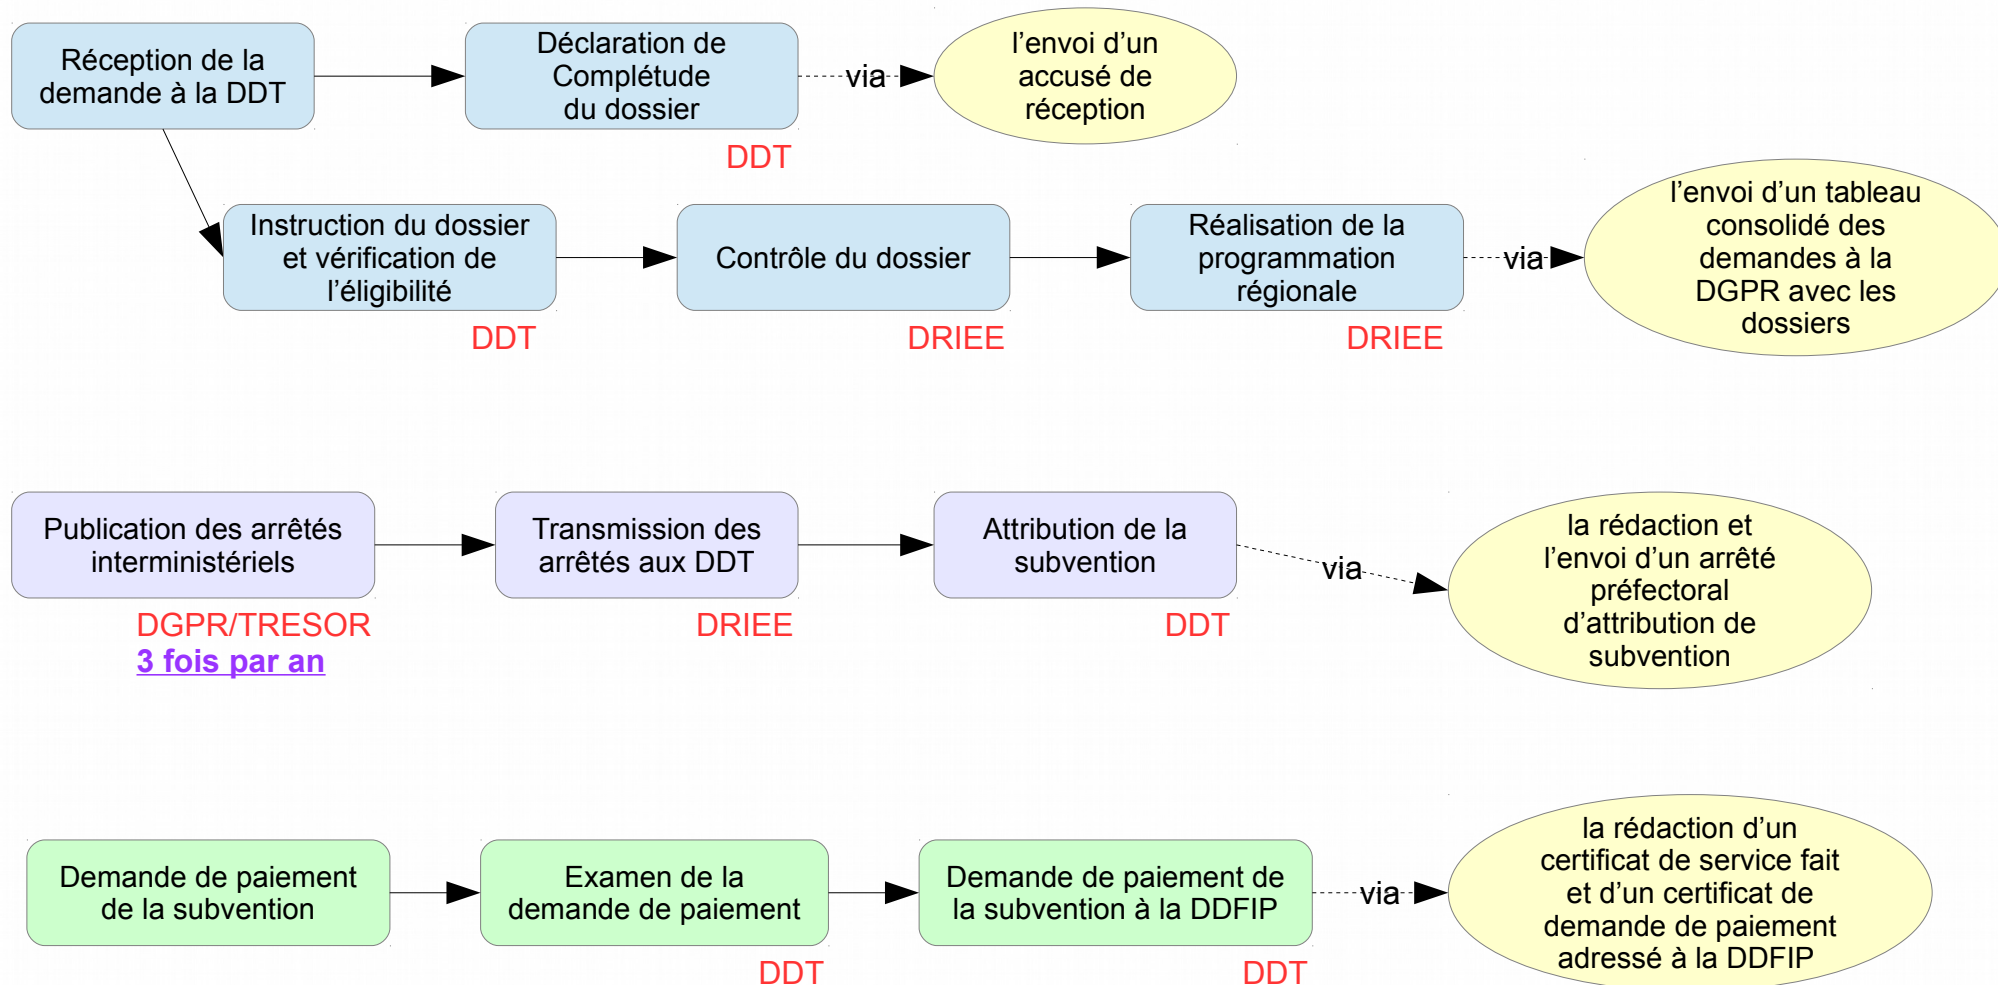 Réception de la
demande à la DDT
Déclaration de
Complétude
du dossier
via
l’envoi d’un
accusé de
réception
DDT
Instruction du dossier
et vérification de
l’éligibilité
DDT
Contrôle du dossier
DRIEE
Réalisation de la
programmation
régionale
DRIEE
via
l’envoi d’un tableau
consolidé des
demandes à la
DGPR avec les
dossiers
Publication des arrêtés
interministériels
DGPR/TRESOR
3 fois par an
Transmission des
arrêtés aux DDT
DRIEE
Attribution de la
subvention
DDT
via
la rédaction et
l’envoi d’un arrêté
préfectoral
d’attribution de
subvention
Demande de paiement
de la subvention
Examen de la
demande de paiement
DDT
Demande de paiement de
la subvention à la DDFIP
DDT
via
la rédaction d’un
certificat de service fait
et d’un certificat de
demande de paiement
adressé à la DDFIP